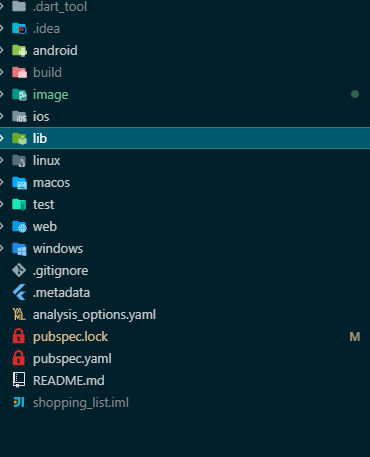 .dart_tool
.idea
android
build
image
ios
lib
linux
macos
test
web
windows
.gitignore
.metadata
analysis_options.yaml
pubspec.lock M
pubspec.yaml
README.md
shopping_list.iml